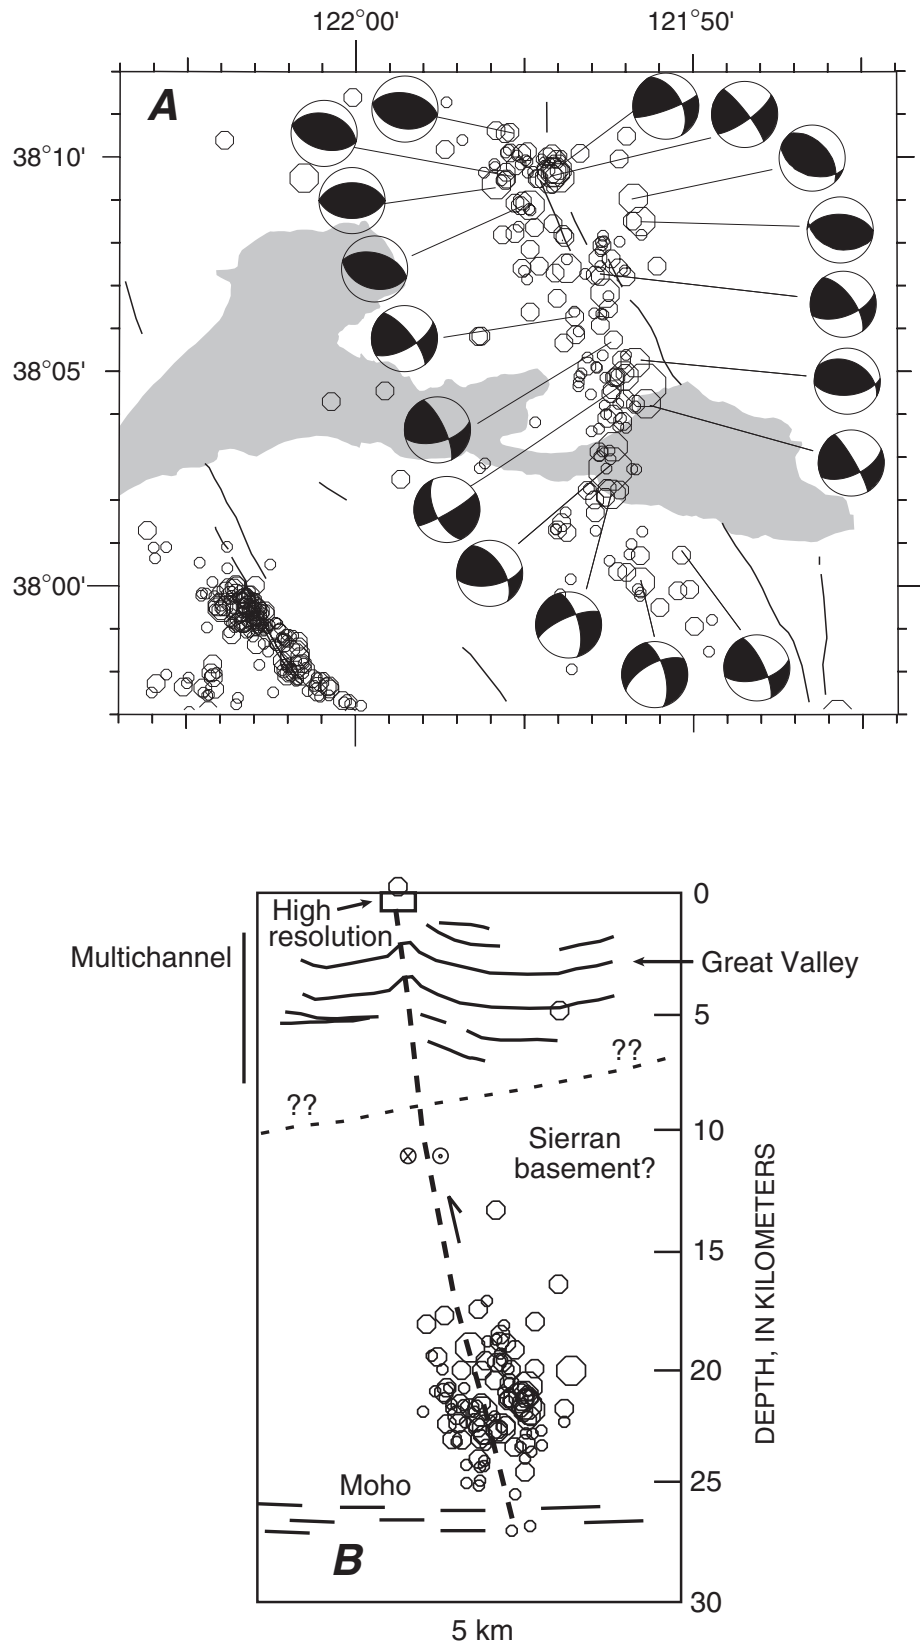 122°00' 121°50'
A
38°10'
38°05'
38°00'
0
High
resolution
Multichannel
Great Valley
5
??
??
10
Sierran
basement?
15
DEPTH, IN KILOMETERS
20
25
Moho
B
30
5 km